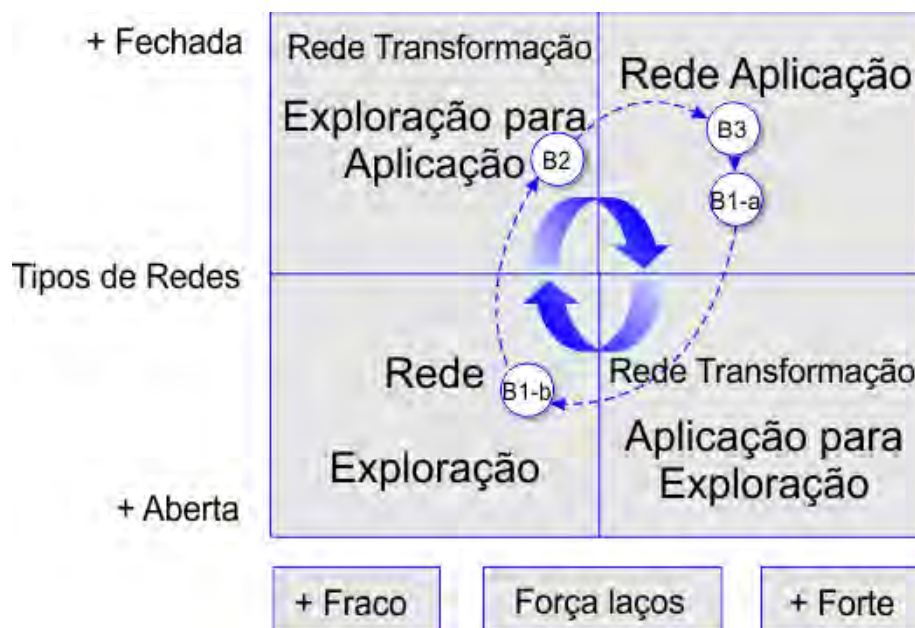 + Fechada
Rede Transformação
Exploração para
Aplicação
B2
Rede Aplicação
B3
B1-a
Tipos de Redes
Rede
B1-b
Exploração
Rede Transformação
Aplicação para
Exploração
+ Aberta
+ Fraco
Força laços
+ Forte